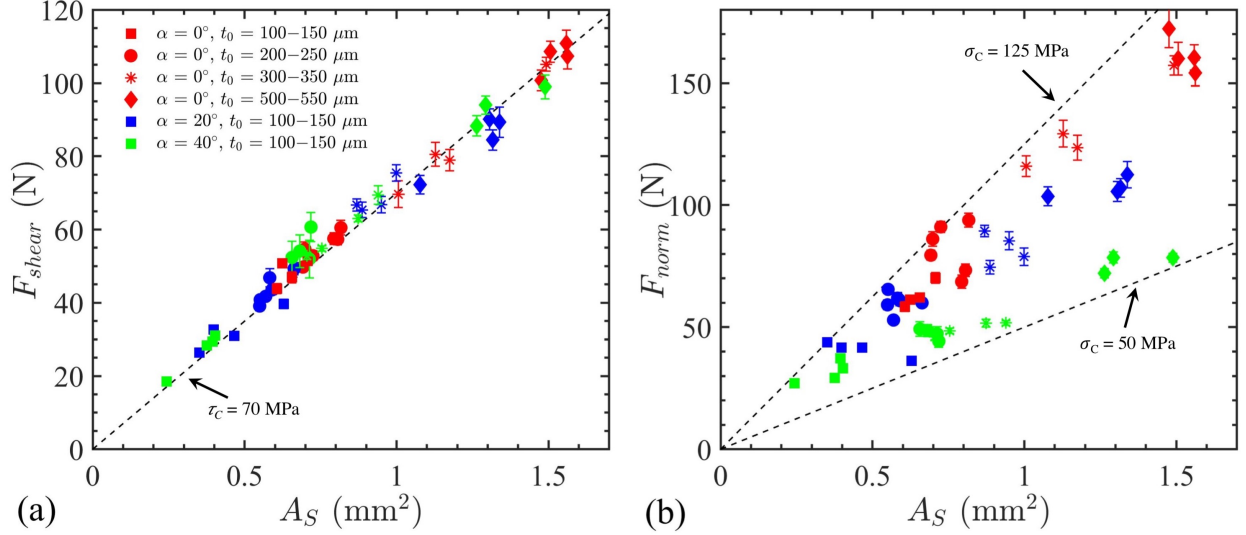 120
100
80
60
40
20
0
F_shear (N)
α = 0°, t₀ = 100–150 μm
α = 0°, t₀ = 200–250 μm
α = 0°, t₀ = 300–350 μm
α = 0°, t₀ = 500–550 μm
α = 20°, t₀ = 100–150 μm
α = 40°, t₀ = 100–150 μm
τ_C = 70 MPa
0 0.5 1 1.5
A_S (mm²)
(a)
150
100
50
0
F_norm (N)
σ_C = 125 MPa
σ_C = 50 MPa
0 0.5 1 1.5
A_S (mm²)
(b)